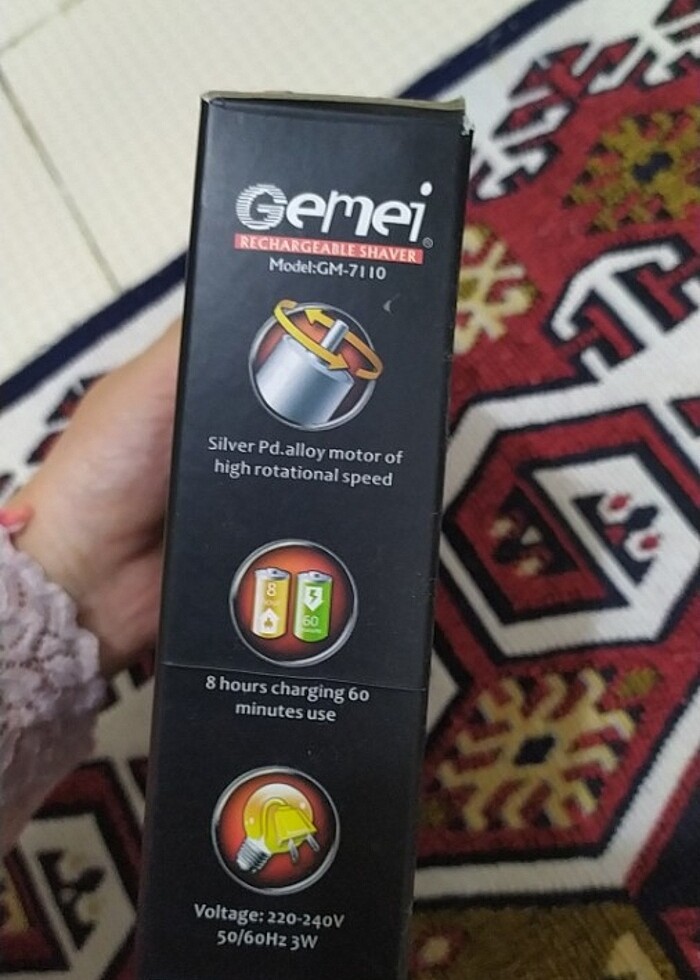 Gemei®
RECHARGEABLE SHAVER
Model:GM-7110
Silver Pd.alloy motor of
high rotational speed
8
60
8 hours charging 60
minutes use
Voltage: 220-240V
50/60Hz 3W